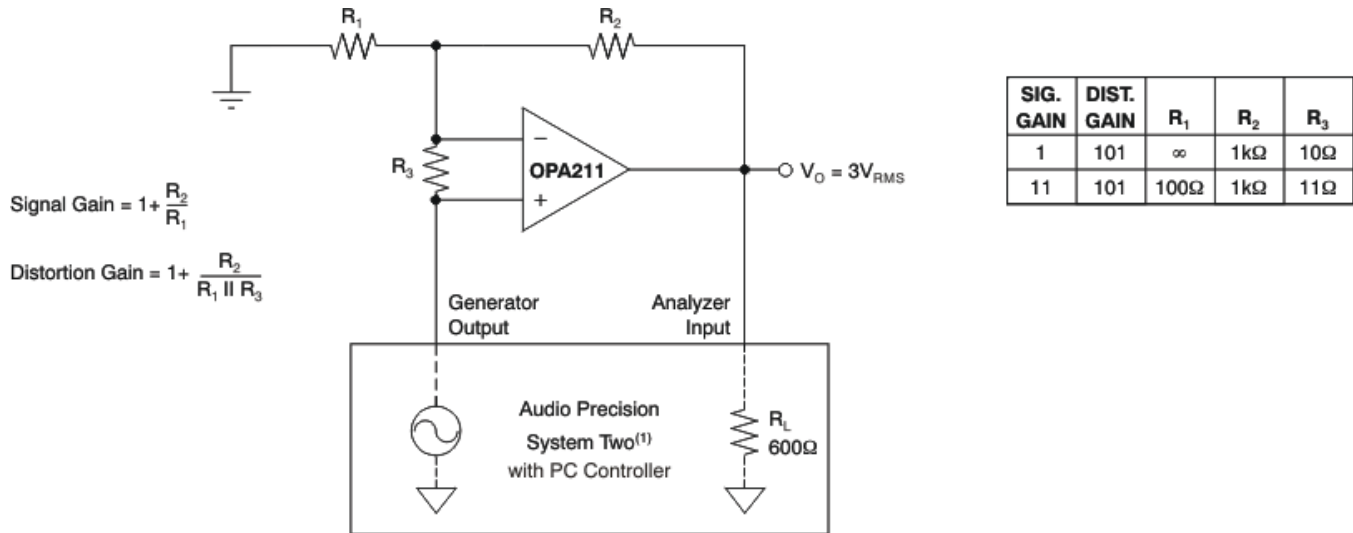 R1
R2
R3
−
+
OPA211
VO = 3VRMS
Signal Gain = 1+ R2
R1
Distortion Gain = 1+ R2
R1 II R3
Generator
Output
Analyzer
Input
Audio Precision
System Two(1)
with PC Controller
RL
600Ω
SIG. GAIN DIST. GAIN R1 R2 R3
1 101 ∞ 1kΩ 10Ω
11 101 100Ω 1kΩ 11Ω